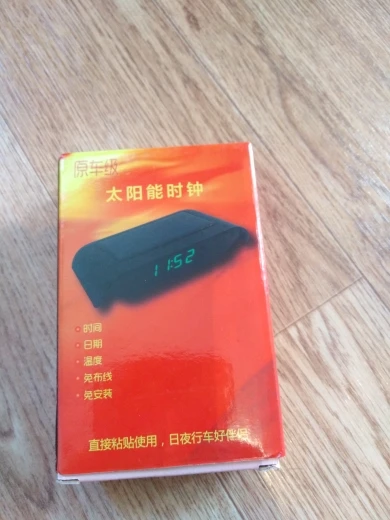 原车级
太阳能时钟
11:52
· 时间
· 日期
· 温度
· 免布线
· 免安装
直接粘贴使用，日夜行车好伴侣